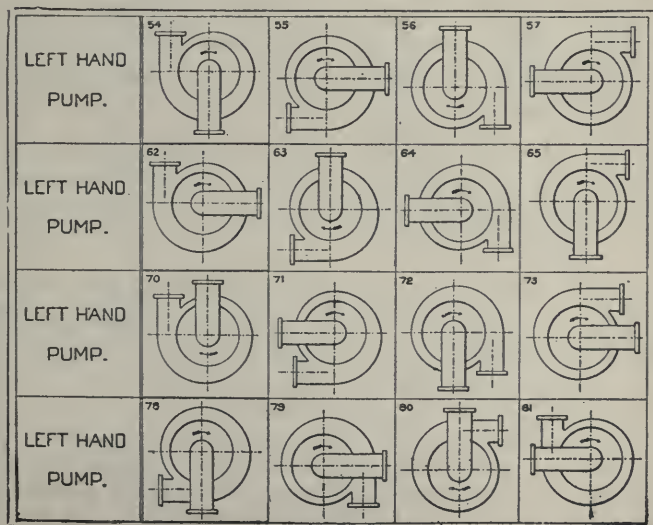 54 55 56 57
LEFT HAND
PUMP.
62 63 64 65
LEFT HAND
PUMP.
70 71 72 73
LEFT HAND
PUMP.
78 79 80 81
LEFT HAND
PUMP.